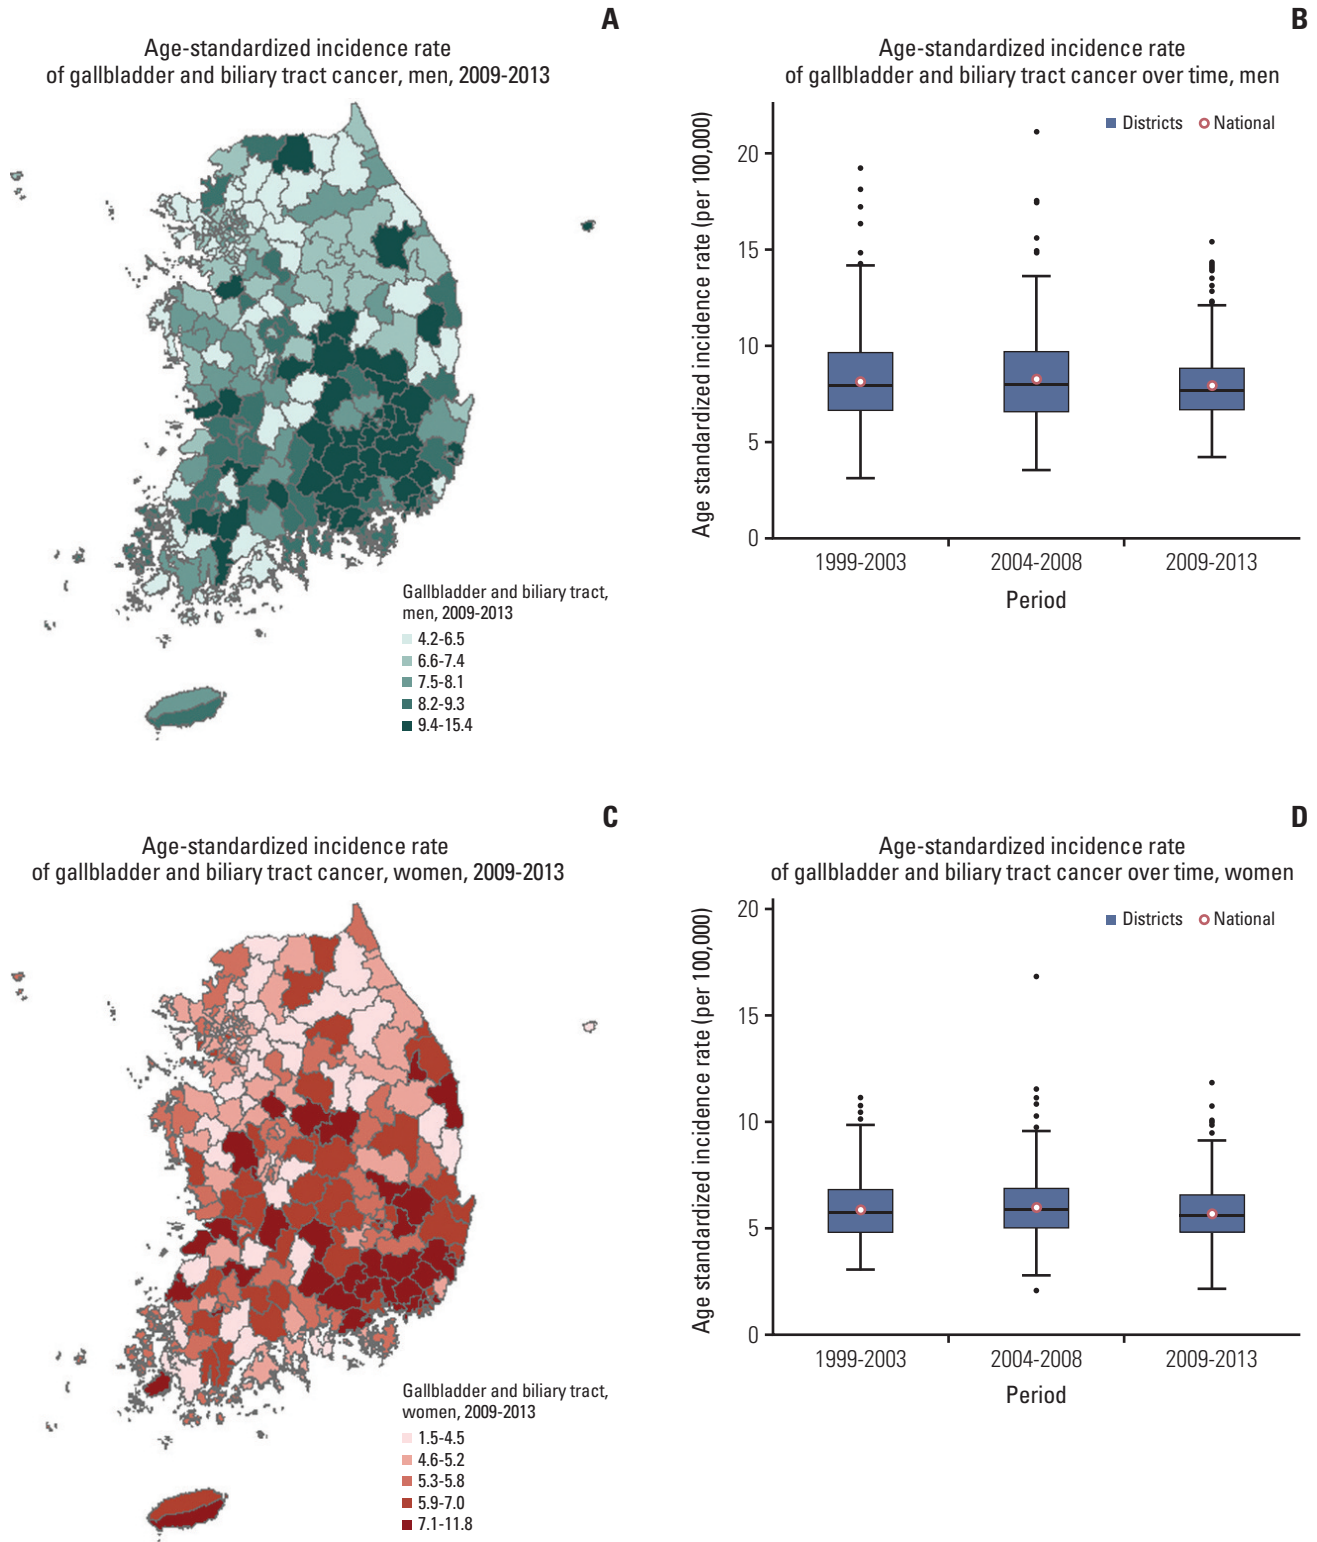 A
Age-standardized incidence rate
of gallbladder and biliary tract cancer, men, 2009-2013
Gallbladder and biliary tract,
men, 2009-2013
4.2-6.5
6.6-7.4
7.5-8.1
8.2-9.3
9.4-15.4
B
Age-standardized incidence rate
of gallbladder and biliary tract cancer over time, men
Districts National
Age standardized incidence rate (per 100,000)
20
15
10
5
0
1999-2003 2004-2008 2009-2013
Period
C
Age-standardized incidence rate
of gallbladder and biliary tract cancer, women, 2009-2013
Gallbladder and biliary tract,
women, 2009-2013
1.5-4.5
4.6-5.2
5.3-5.8
5.9-7.0
7.1-11.8
D
Age-standardized incidence rate
of gallbladder and biliary tract cancer over time, women
Districts National
Age standardized incidence rate (per 100,000)
20
15
10
5
0
1999-2003 2004-2008 2009-2013
Period